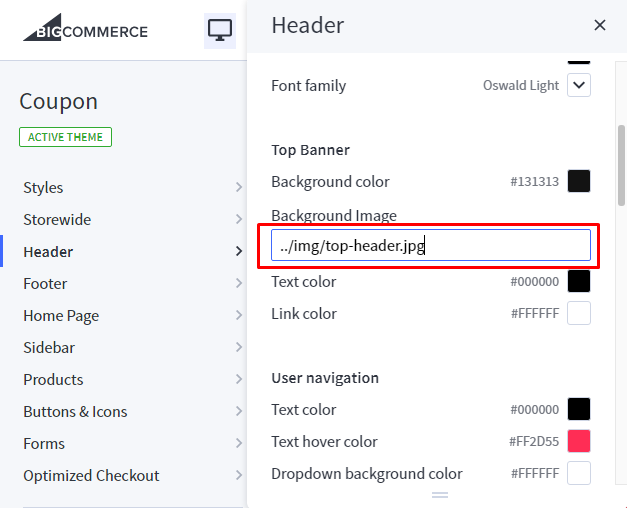 BIGCOMMERCE
Coupon
ACTIVE THEME
Styles
Storewide
Header
Footer
Home Page
Sidebar
Products
Buttons & Icons
Forms
Optimized Checkout
Header
Font family Oswald Light
Top Banner
Background color #131313
Background Image
../img/top-header.jpg
Text color #000000
Link color #FFFFFF
User navigation
Text color #000000
Text hover color #FF2D55
Dropdown background color #FFFFFF